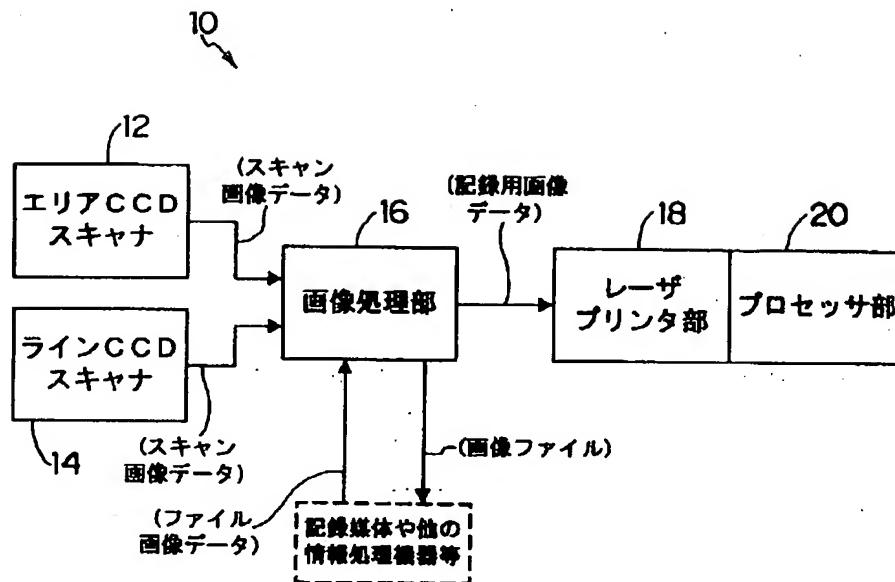 10
12
エリアCCD
スキャナ
(スキャン
画像データ)
14
ラインCCD
スキャナ
(スキャン
画像データ)
16
画像処理部
(記録用画像
データ)
18
レーザ
プリンタ部
20
プロセッサ部
(ファイル
画像データ)
(画像ファイル)
記録媒体や他の
情報処理機器等